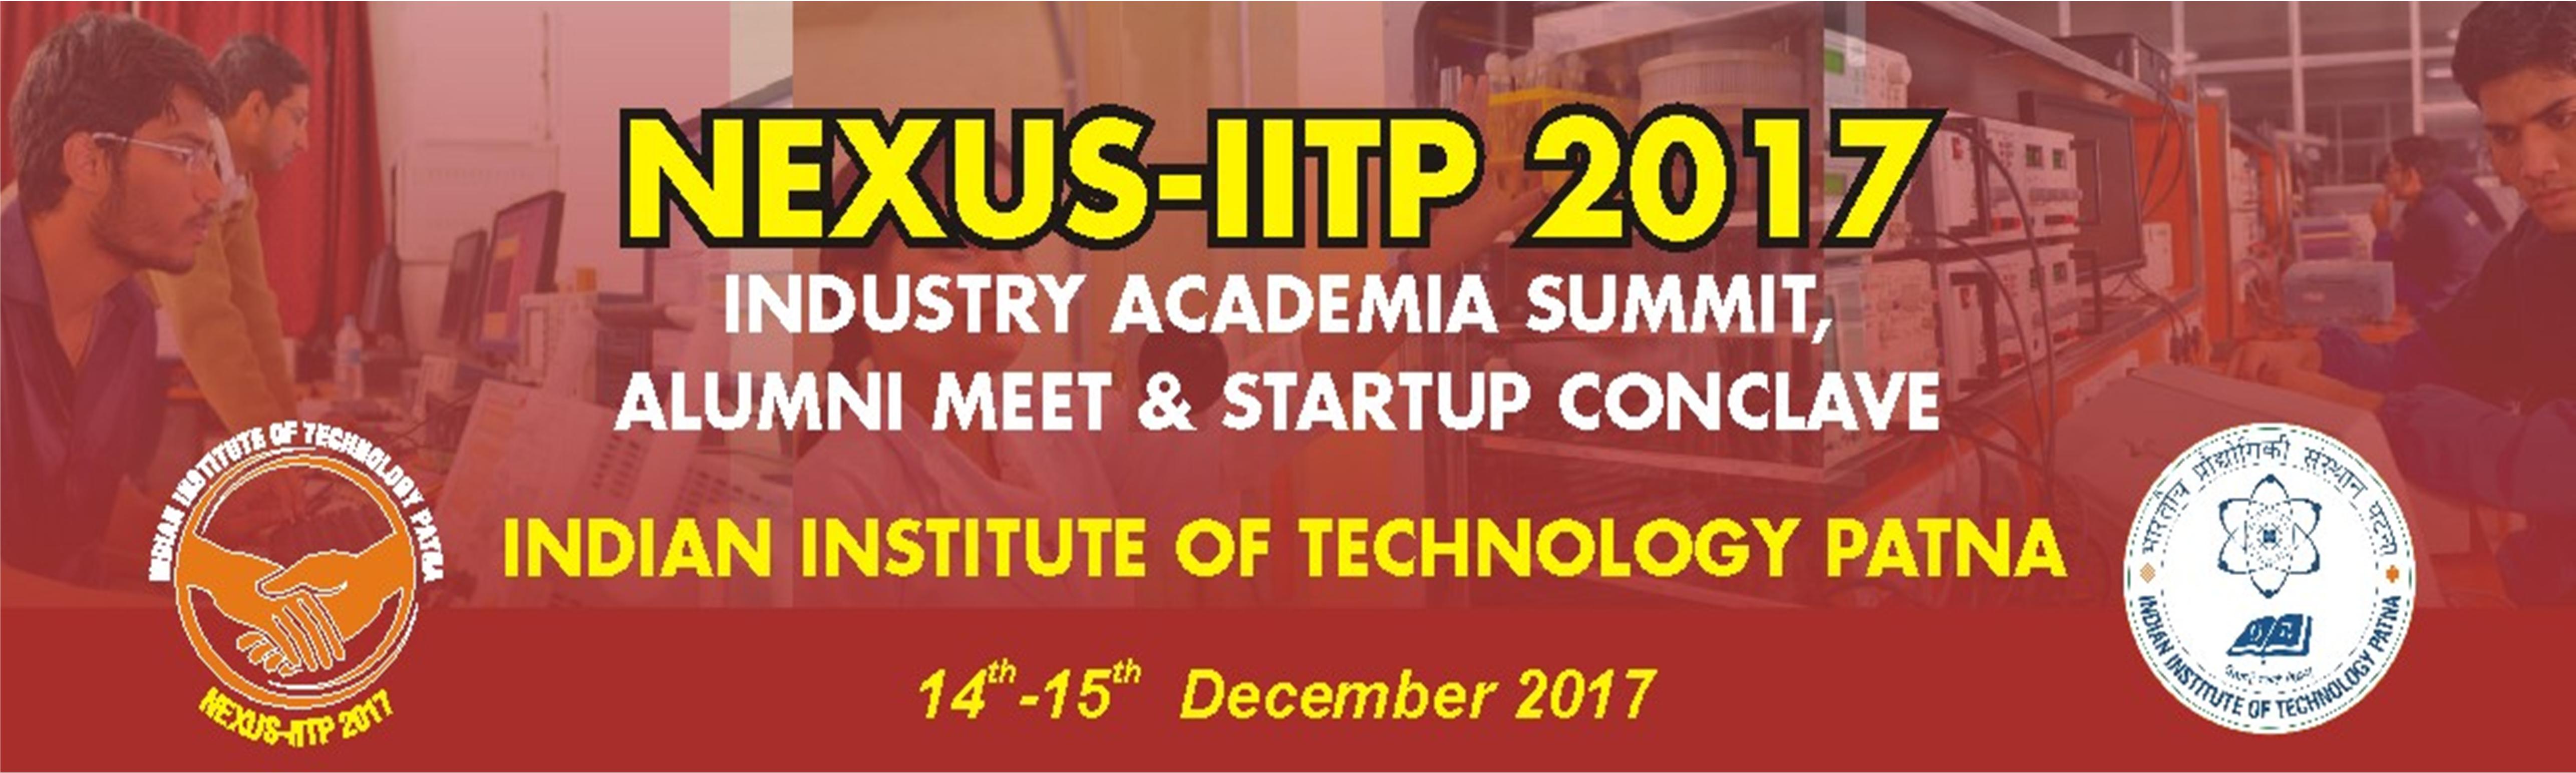 NEXUS-IITP 2017
INDUSTRY ACADEMIA SUMMIT,
ALUMNI MEET & STARTUP CONCLAVE
INDIAN INSTITUTE OF TECHNOLOGY PATNA
14th-15th December 2017
INDIAN INSTITUTE OF TECHNOLOGY PATNA
NEXUS-IITP 2017
भारतीय प्रौद्योगिकी संस्थान पटना
INDIAN INSTITUTE OF TECHNOLOGY PATNA